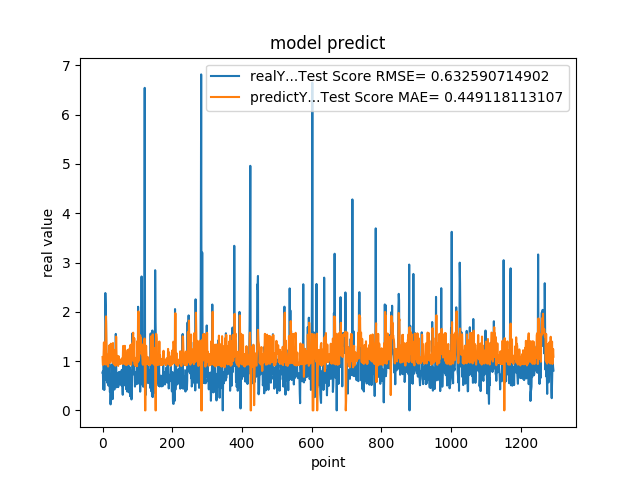 model predict
realY...Test Score RMSE= 0.632590714902
predictY...Test Score MAE= 0.449118113107
real value
7
6
5
4
3
2
1
0
0 200 400 600 800 1000 1200
point